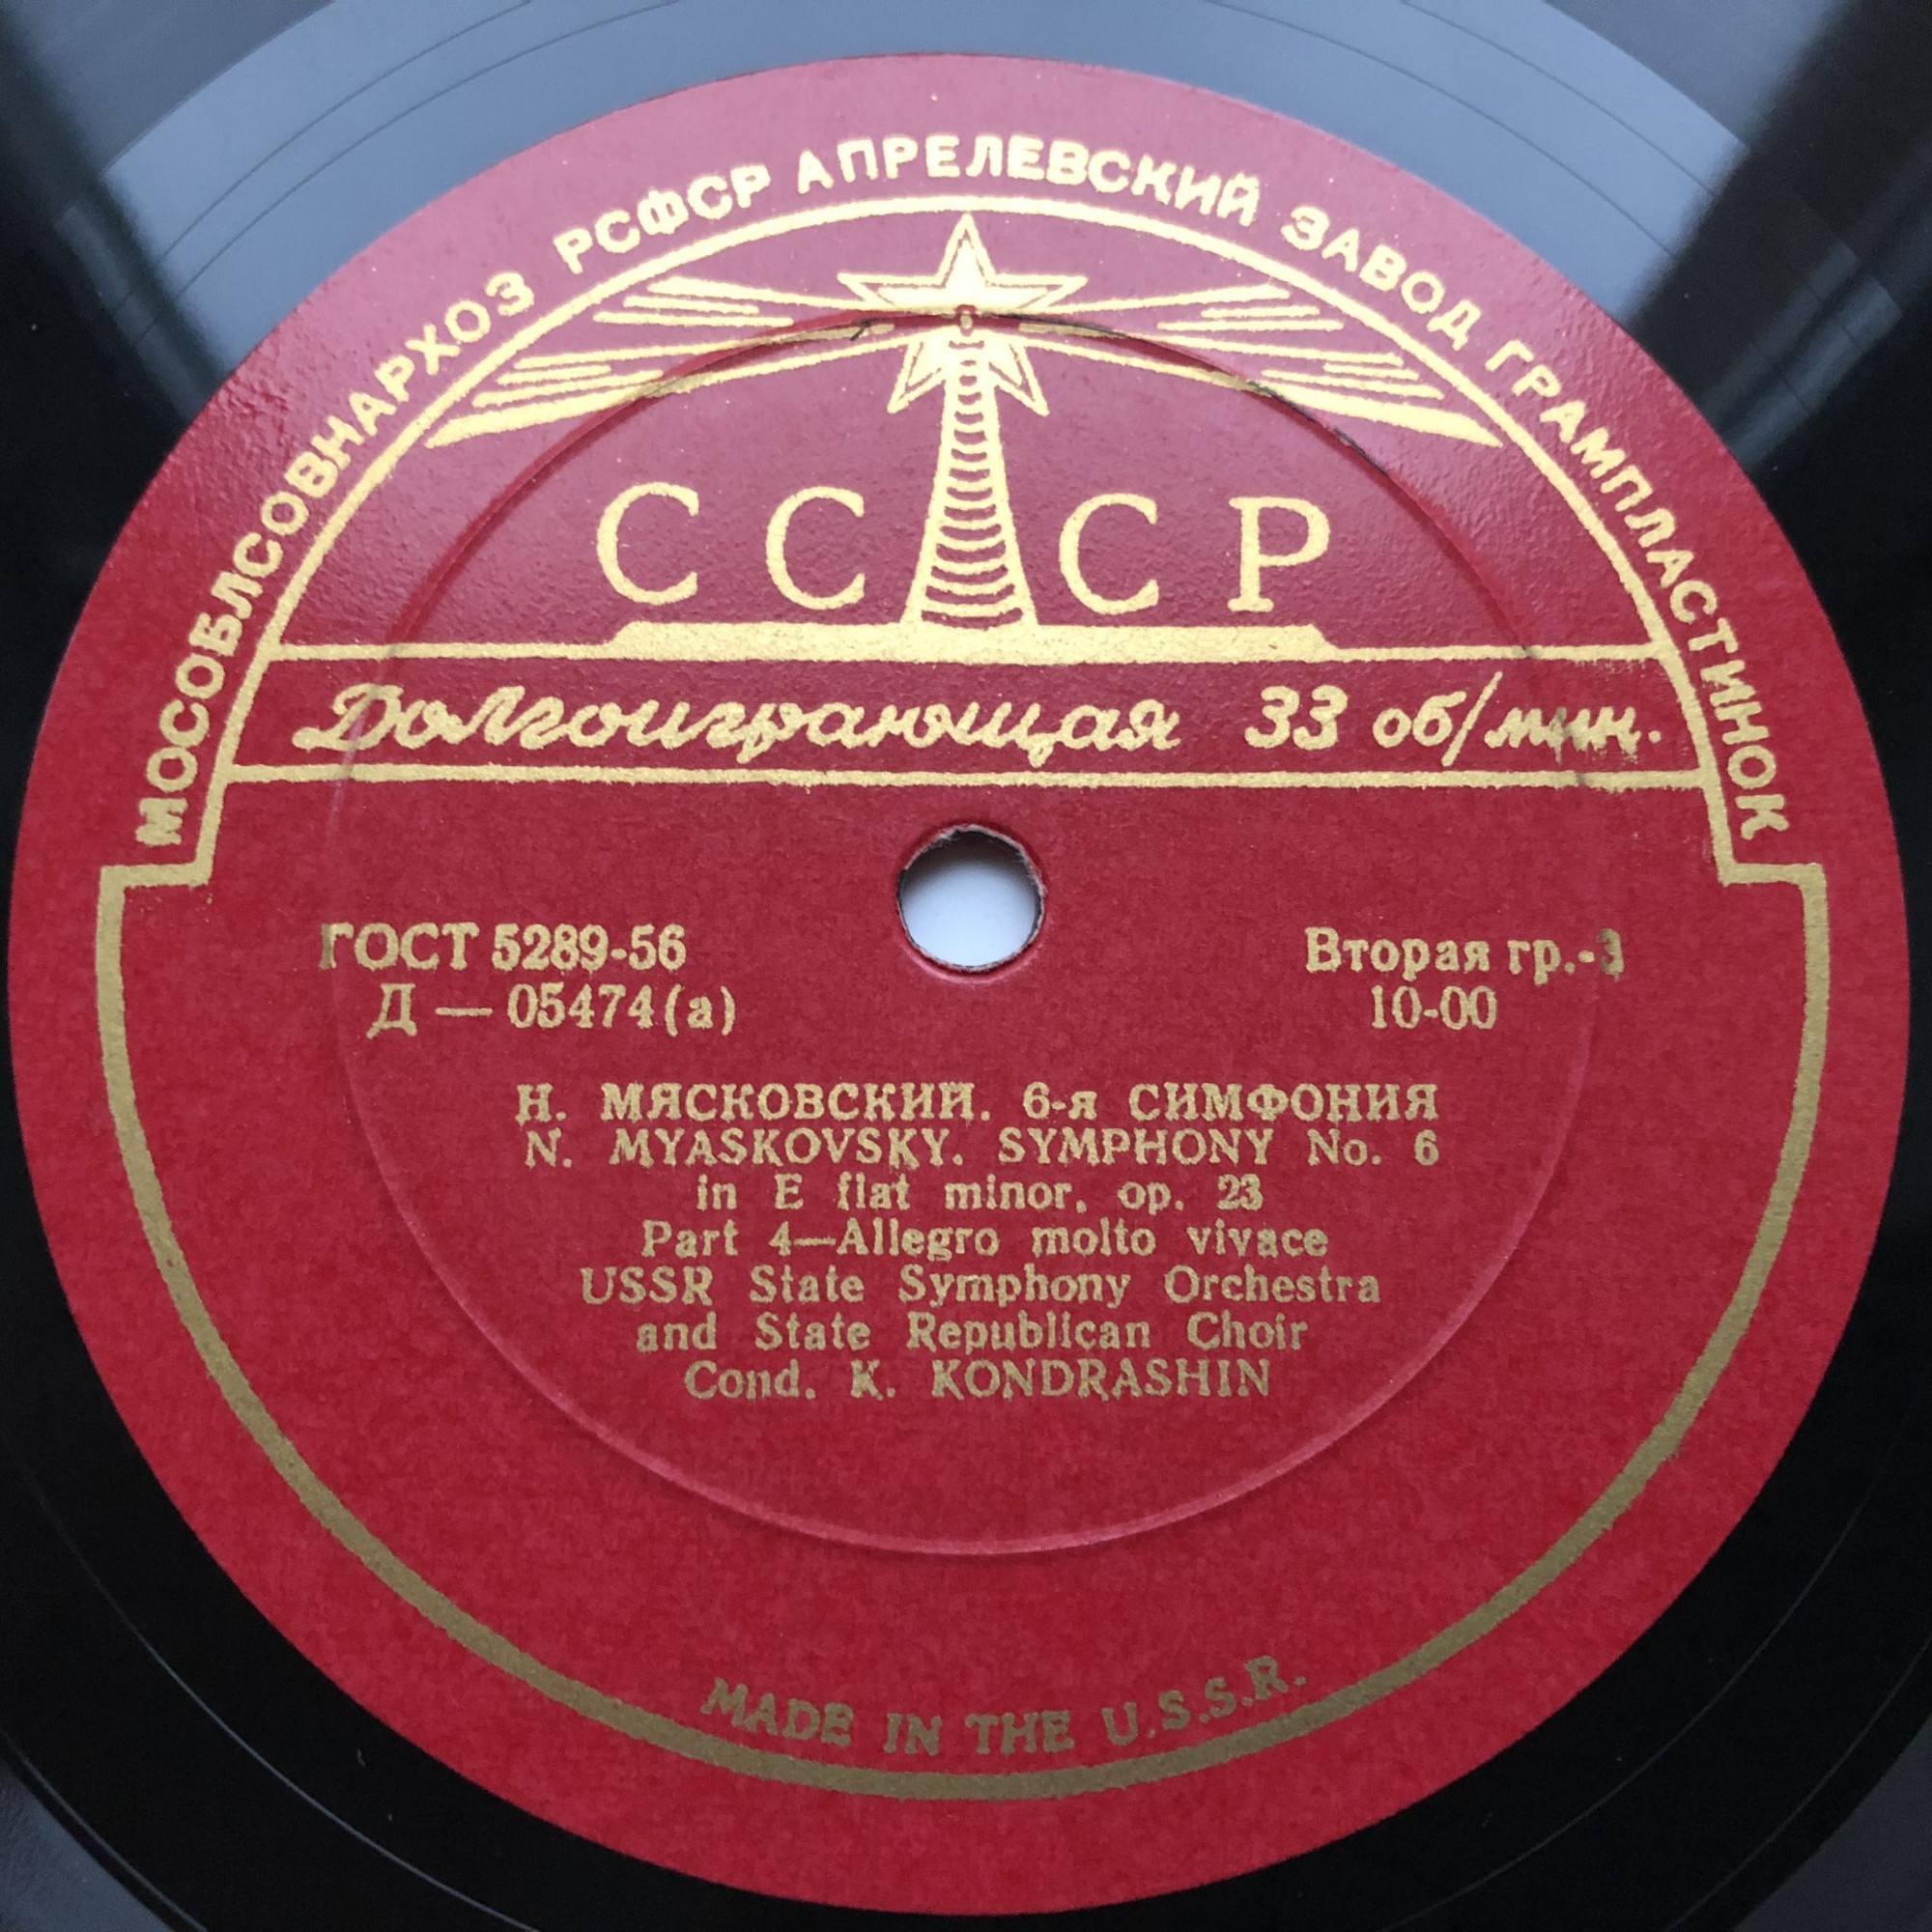 МОСОБЛСОВНАРХОЗ РСФСР АПРЕЛЕВСКИЙ ЗАВОД ГРАМПЛАСТИНОК
СССР
Долгоиграющая 33 об/мин.
ГОСТ 5289-56
Вторая гр.-3
Д — 05474(а)
10-00
Н. МЯСКОВСКИЙ. 6-я СИМФОНИЯ
N. MYASKOVSKY. SYMPHONY No. 6
in E flat minor, op. 23
Part 4—Allegro molto vivace
USSR State Symphony Orchestra
and State Republican Choir
Cond. K. KONDRASHIN
MADE IN THE U.S.S.R.